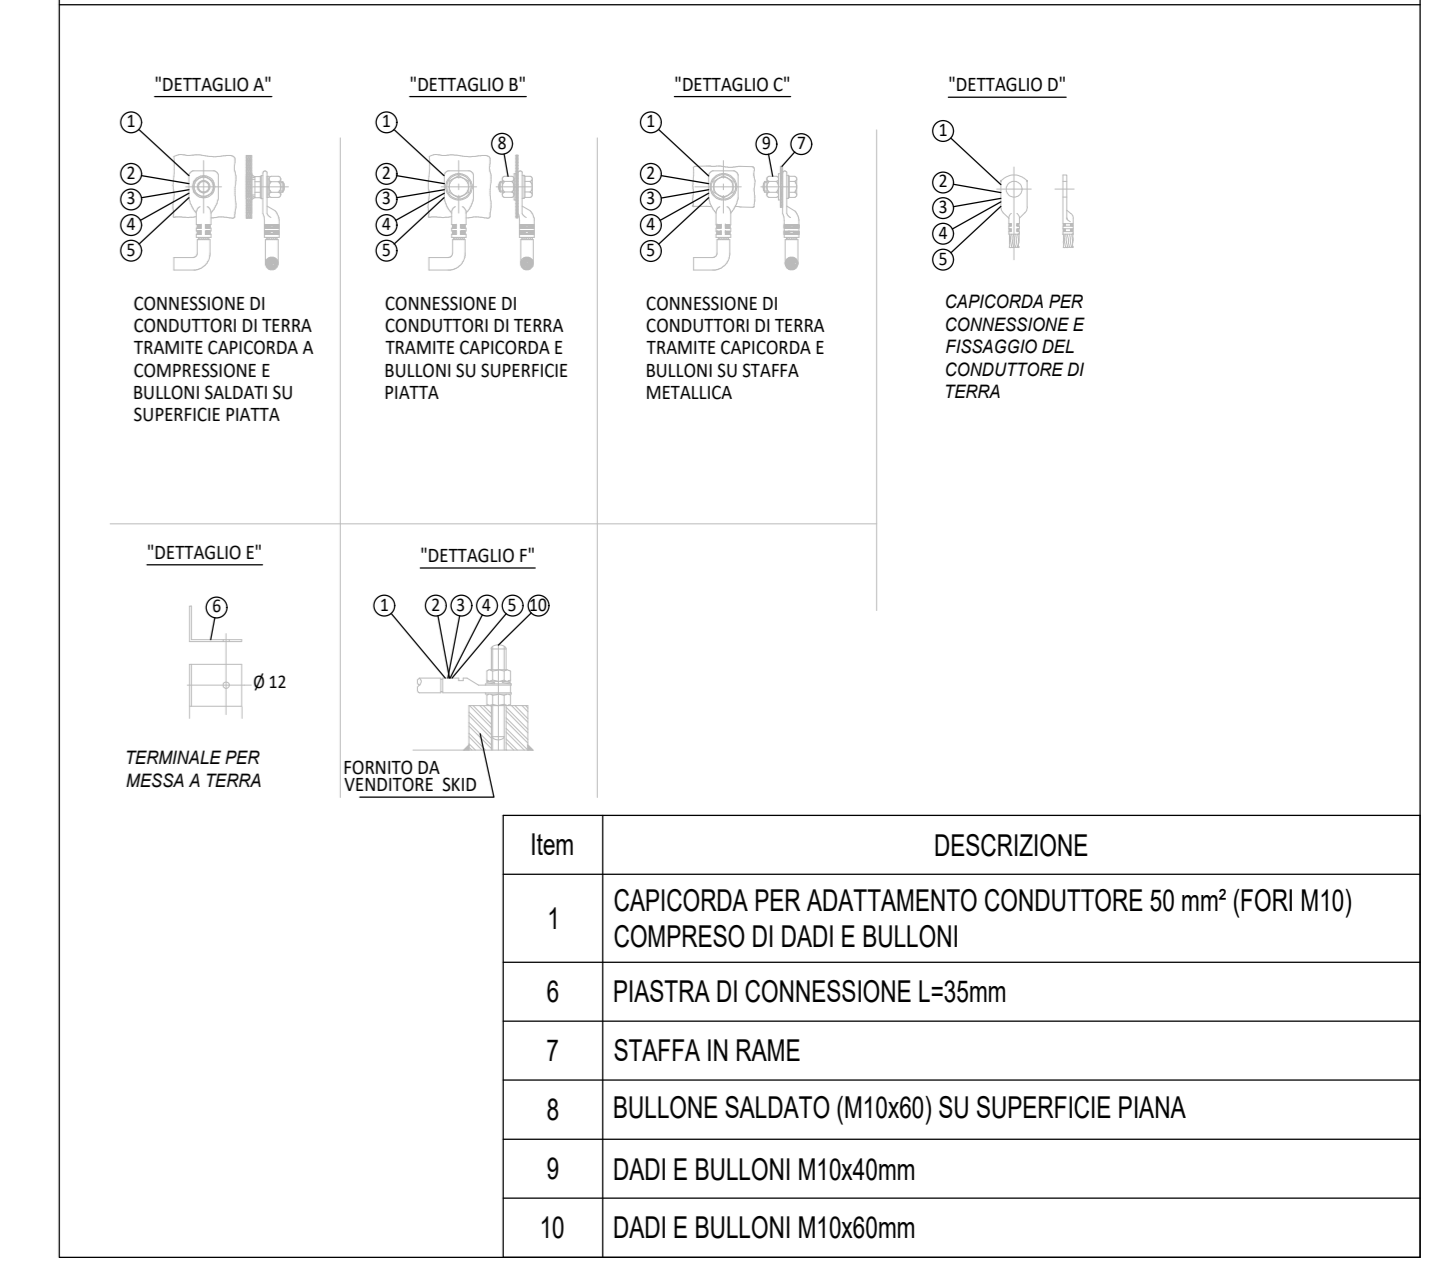 "DETTAGLIO A"
1
2
3
4
5
CONNESSIONE DI
CONDUTTORI DI TERRA
TRAMITE CAPICORDA A
COMPRESSIONE E
BULLONI SALDATI SU
SUPERFICIE PIATTA
"DETTAGLIO B"
1
8
2
3
4
5
CONNESSIONE DI
CONDUTTORI DI TERRA
TRAMITE CAPICORDA E
BULLONI SU SUPERFICIE
PIATTA
"DETTAGLIO C"
1
9 7
2
3
4
5
CONNESSIONE DI
CONDUTTORI DI TERRA
TRAMITE CAPICORDA E
BULLONI SU STAFFA
METALLICA
"DETTAGLIO D"
1
2
3
4
5
CAPICORDA PER
CONNESSIONE E
FISSAGGIO DEL
CONDUTTORE DI
TERRA
"DETTAGLIO E"
6
Ø 12
TERMINALE PER
MESSA A TERRA
"DETTAGLIO F"
1 2 3 4 5 10
FORNITO DA
VENDITORE SKID
Item DESCRIZIONE
1 CAPICORDA PER ADATTAMENTO CONDUTTORE 50 mm² (FORI M10)
COMPRESO DI DADI E BULLONI
6 PIASTRA DI CONNESSIONE L=35mm
7 STAFFA IN RAME
8 BULLONE SALDATO (M10x60) SU SUPERFICIE PIANA
9 DADI E BULLONI M10x40mm
10 DADI E BULLONI M10x60mm